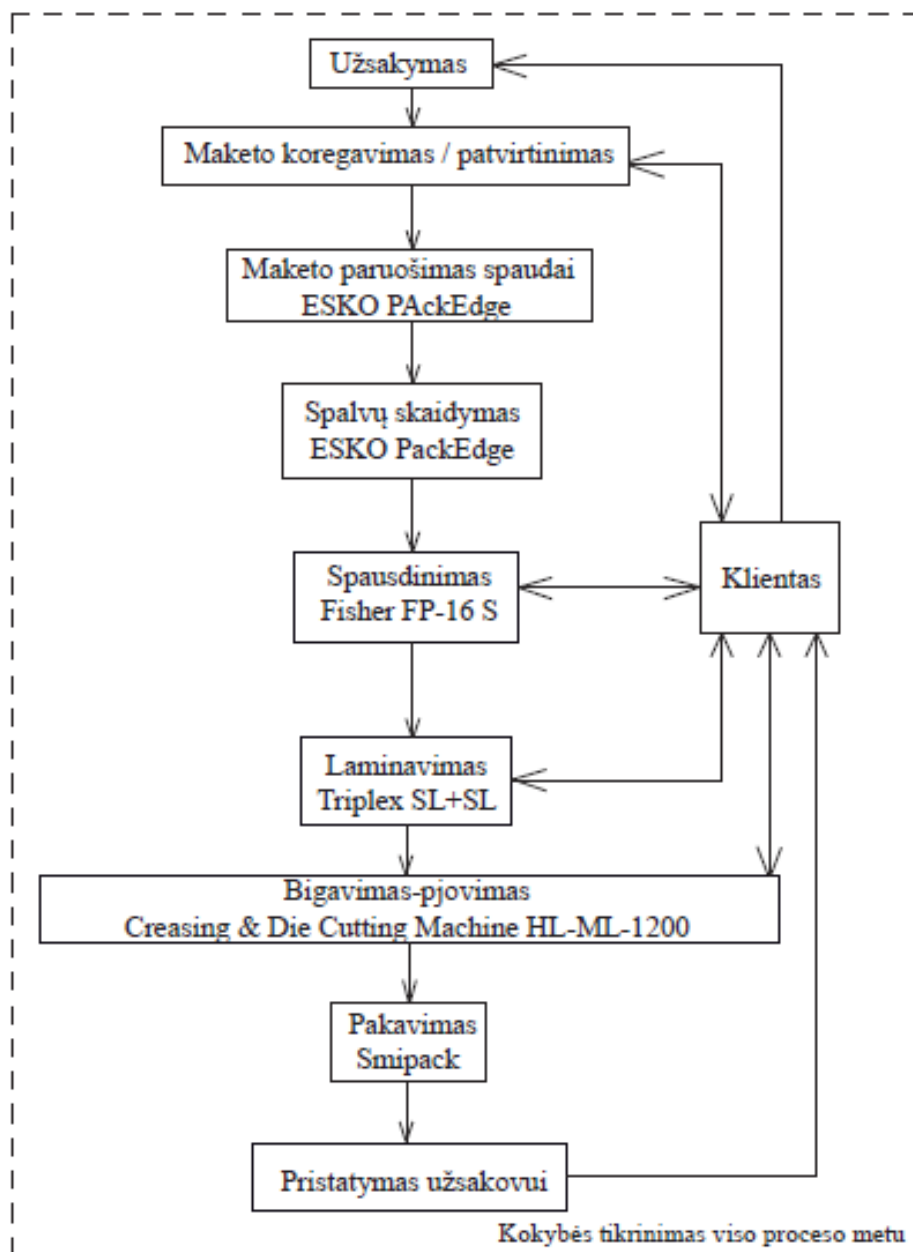 Užsakymas
Maketo koregavimas / patvirtinimas
Maketo paruošimas spaudai
ESKO PAckEdge
Spalvų skaidymas
ESKO PackEdge
Spausdinimas
Fisher FP-16 S
Klientas
Laminavimas
Triplex SL+SL
Bigavimas-pjovimas
Creasing & Die Cutting Machine HL-ML-1200
Pakavimas
Smipack
Pristatymas užsakovui
Kokybės tikrinimas viso proceso metu